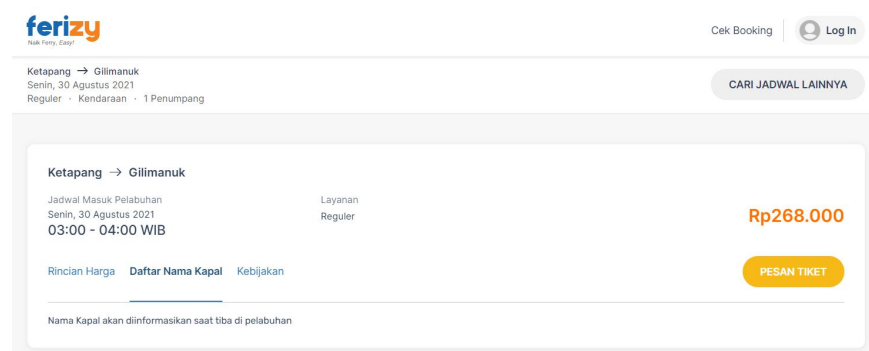 ferizy
Naik Ferry, Easy!
Cek Booking
Log In
Ketapang → Gilimanuk
Senin, 30 Agustus 2021
Reguler · Kendaraan · 1 Penumpang
CARI JADWAL LAINNYA
Ketapang → Gilimanuk
Jadwal Masuk Pelabuhan
Senin, 30 Agustus 2021
03:00 - 04:00 WIB
Layanan
Reguler
Rp268.000
Rincian Harga Daftar Nama Kapal Kebijakan
PESAN TIKET
Nama Kapal akan diinformasikan saat tiba di pelabuhan